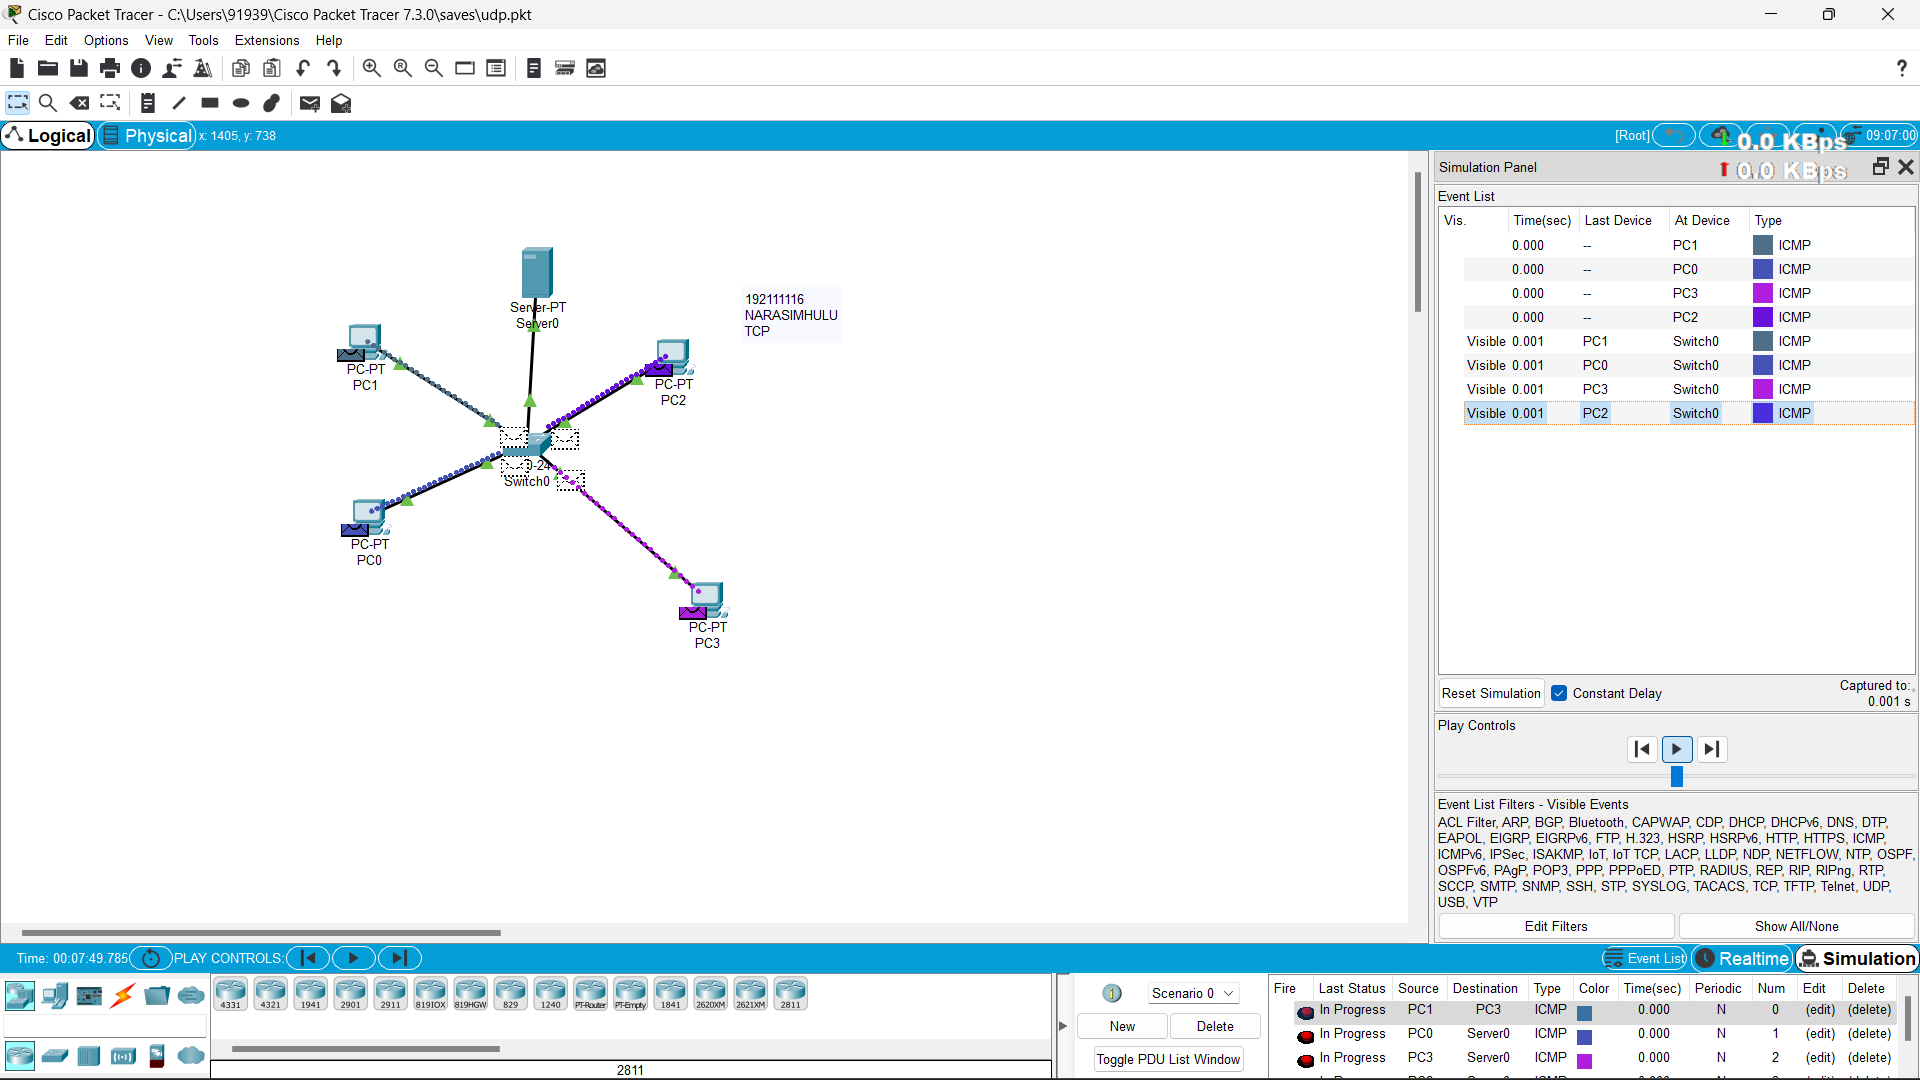 Cisco Packet Tracer - C:\Users\91939\Cisco Packet Tracer 7.3.0\saves\udp.pkt
File Edit Options View Tools Extensions Help
?
Logical Physical x: 1405, y: 738 [Root] 09:07:00
0.0 KBps
0.0 KBps
Simulation Panel
Event List
Vis. Time(sec) Last Device At Device Type
0.000 -- PC1 ICMP
0.000 -- PC0 ICMP
0.000 -- PC3 ICMP
0.000 -- PC2 ICMP
Visible 0.001 PC1 Switch0 ICMP
Visible 0.001 PC0 Switch0 ICMP
Visible 0.001 PC3 Switch0 ICMP
Visible 0.001 PC2 Switch0 ICMP
Server-PT
Server0
192111116
NARASIMHULU
TCP
PC-PT
PC1
PC-PT
PC2
-24
Switch0
PC-PT
PC0
PC-PT
PC3
Reset Simulation Constant Delay Captured to:
0.001 s
Play Controls
Event List Filters - Visible Events
ACL Filter, ARP, BGP, Bluetooth, CAPWAP, CDP, DHCP, DHCPv6, DNS, DTP,
EAPOL, EIGRP, EIGRPv6, FTP, H.323, HSRP, HSRPv6, HTTP, HTTPS, ICMP,
ICMPv6, IPSec, ISAKMP, IoT, IoT TCP, LACP, LLDP, NDP, NETFLOW, NTP, OSPF,
OSPFv6, PAgP, POP3, PPP, PPPoED, PTP, RADIUS, REP, RIP, RIPng, RTP,
SCCP, SMTP, SNMP, SSH, STP, SYSLOG, TACACS, TCP, TFTP, Telnet, UDP,
USB, VTP
Edit Filters Show All/None
Time: 00:07:49.785 PLAY CONTROLS: Event List Realtime Simulation
4331 4321 1941 2901 2911 819IOX 819HGW 829 1240 PT-Router PT-Empty 1841 2620XM 2621XM 2811
2811
Scenario 0
New Delete
Toggle PDU List Window
Fire Last Status Source Destination Type Color Time(sec) Periodic Num Edit Delete
In Progress PC1 PC3 ICMP 0.000 N 0 (edit) (delete)
In Progress PC0 Server0 ICMP 0.000 N 1 (edit) (delete)
In Progress PC3 Server0 ICMP 0.000 N 2 (edit) (delete)